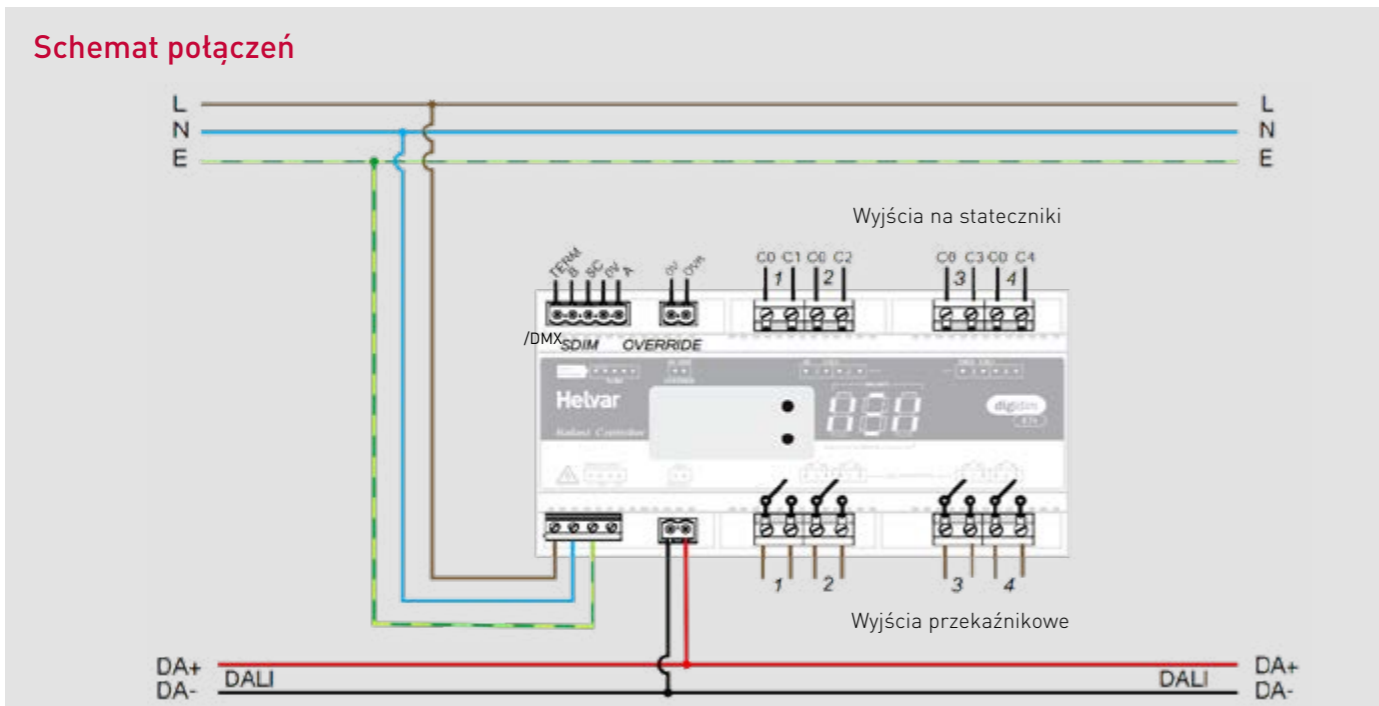 Schemat połączeń
L L
N N
E E
Wyjścia na stateczniki
TERM B SC 0V A 0V OVR C0 C1 C0 C2 C0 C3 C0 C4
1 2 3 4
/DMX SDIM OVERRIDE
Helvar
digidim
Ballast Controller
1 2 3 4
Wyjścia przekaźnikowe
DA+ DA+
DALI DALI
DA- DA-